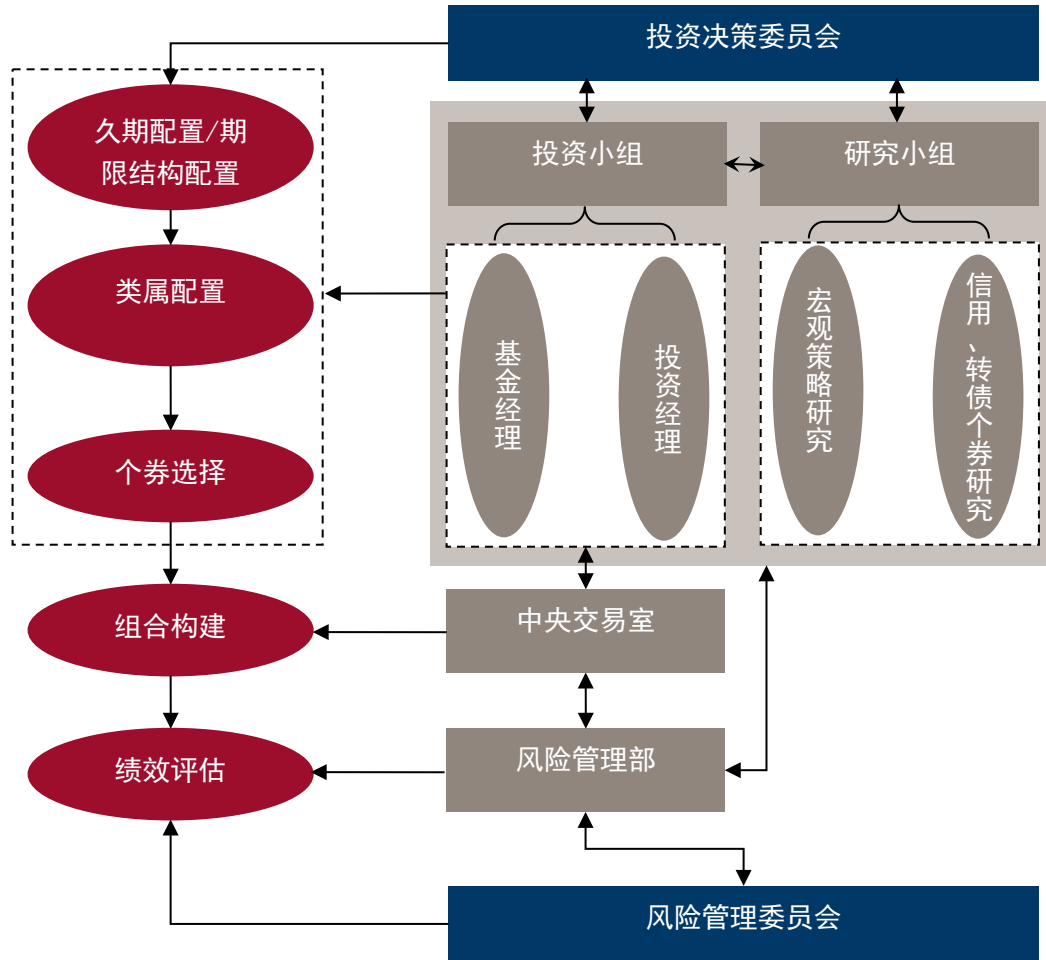 投资决策委员会
久期配置/期
限结构配置
投资小组
研究小组
类属配置
基金经理
投资经理
宏观策略研究
信用、转债个券研究
个券选择
组合构建
中央交易室
绩效评估
风险管理部
风险管理委员会